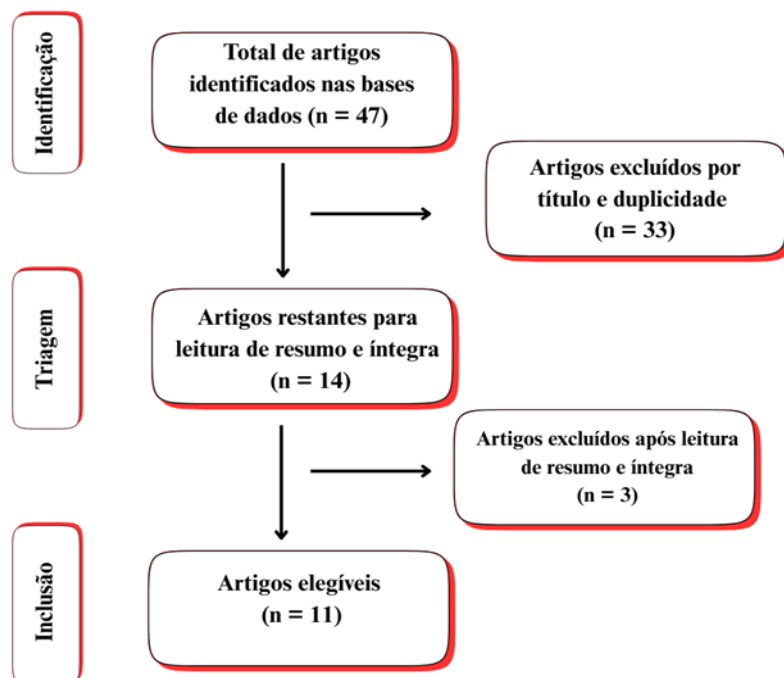 Identificação
Total de artigos
identificados nas bases
de dados (n = 47)
Artigos excluídos por
título e duplicidade
(n = 33)
Triagem
Artigos restantes para
leitura de resumo e íntegra
(n = 14)
Artigos excluídos após leitura
de resumo e íntegra
(n = 3)
Inclusão
Artigos elegíveis
(n = 11)